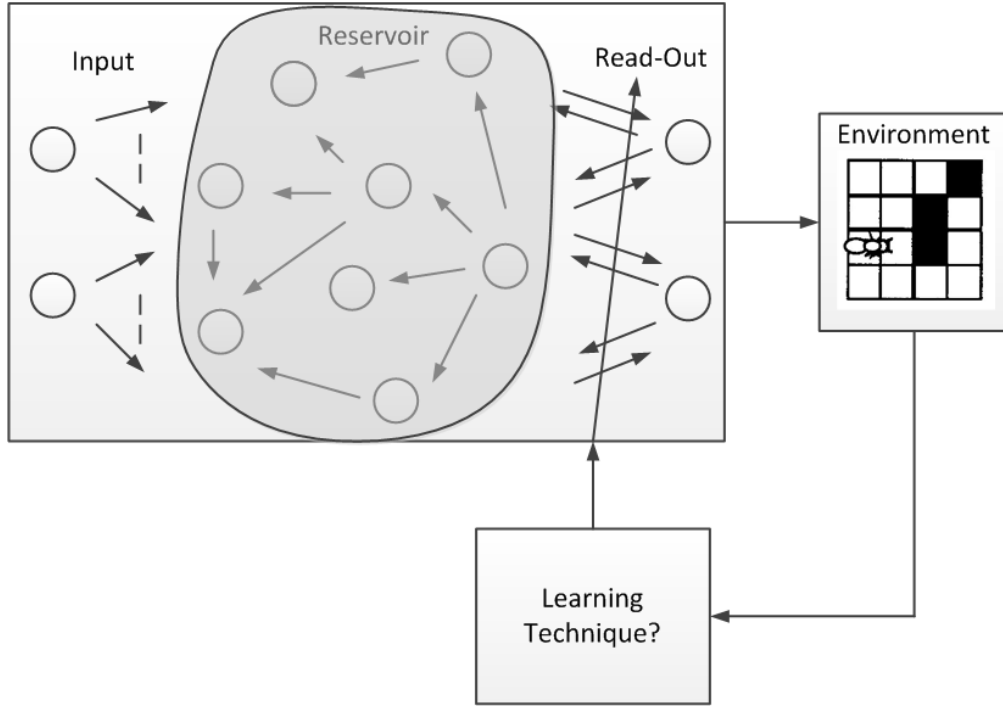 Reservoir
Input
Read-Out
Environment
Learning
Technique?